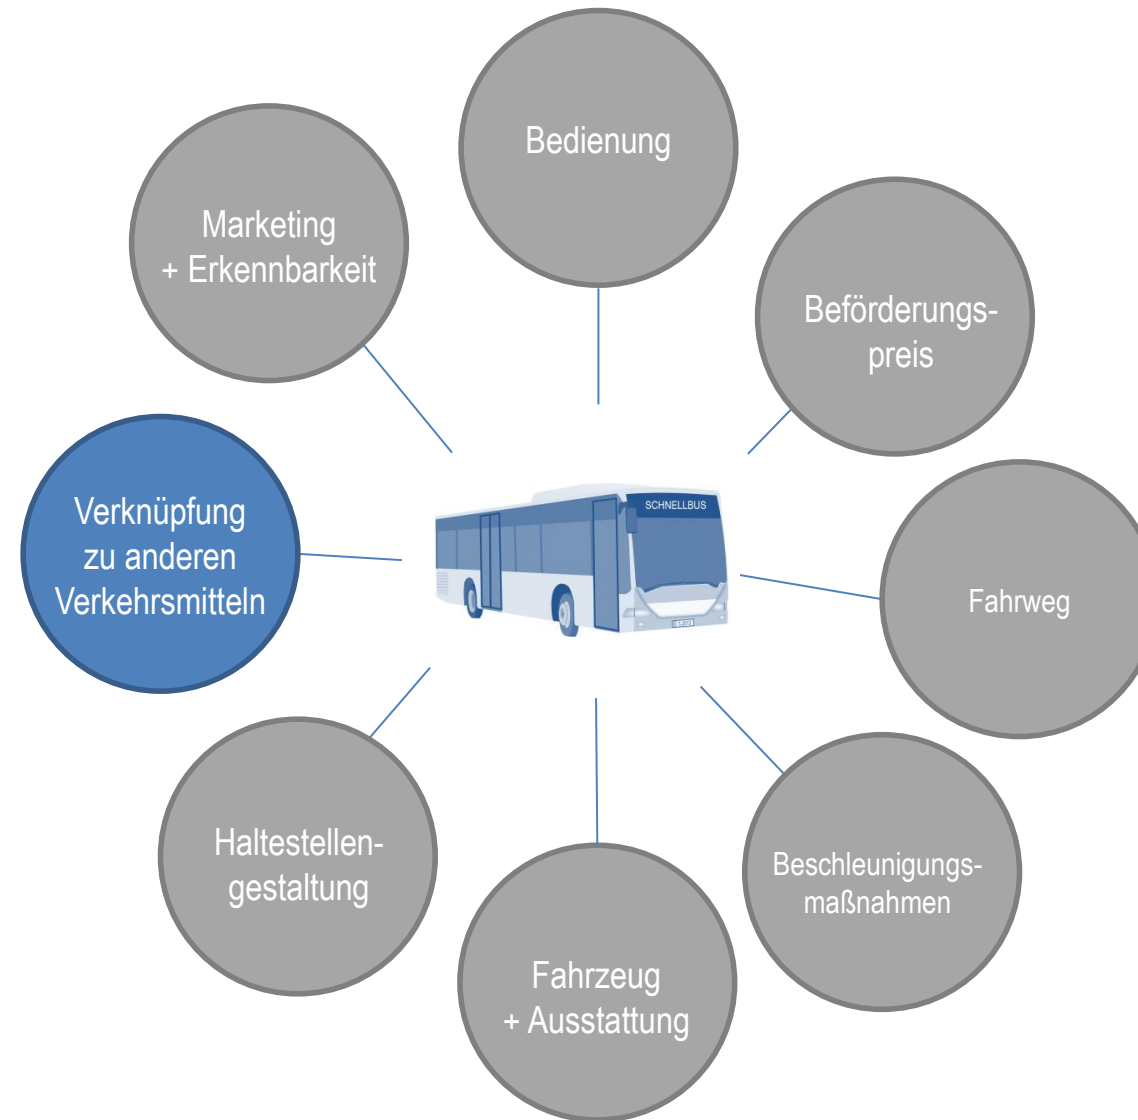 Bedienung
Marketing
+ Erkennbarkeit
Beförderungs-
preis
Verknüpfung
zu anderen
Verkehrsmitteln
SCHNELLBUS
Fahrweg
Haltestellen-
gestaltung
Beschleunigungs-
maßnahmen
Fahrzeug
+ Ausstattung